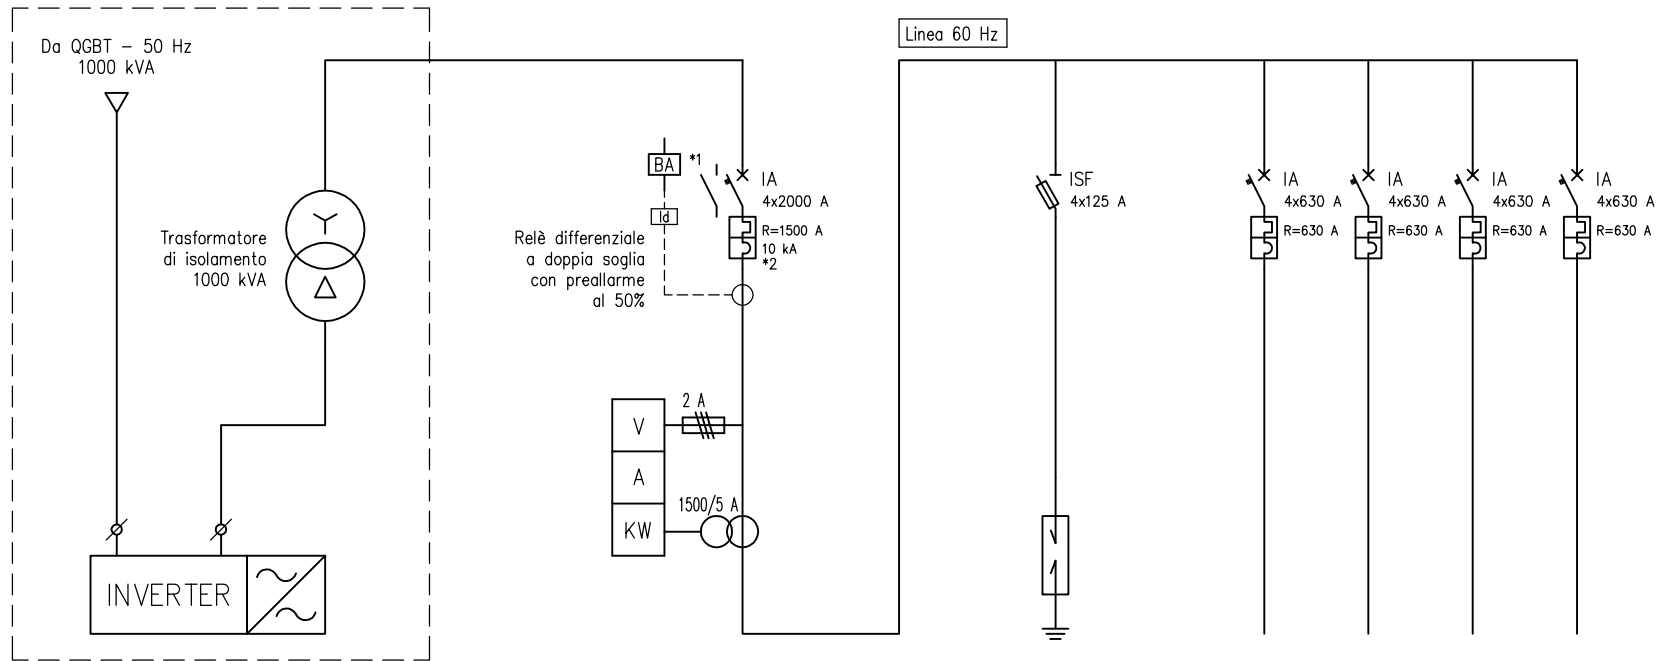 Da QGBT - 50 Hz
1000 kVA
Trasformatore
di isolamento
1000 kVA
INVERTER
BA
*1
Id
Relè differenziale
a doppia soglia
con preallarme
al 50%
IA
4x2000 A
R=1500 A
10 kA
*2
2 A
V
A
1500/5 A
KW
Linea 60 Hz
ISF
4x125 A
IA
4x630 A
R=630 A
IA
4x630 A
R=630 A
IA
4x630 A
R=630 A
IA
4x630 A
R=630 A